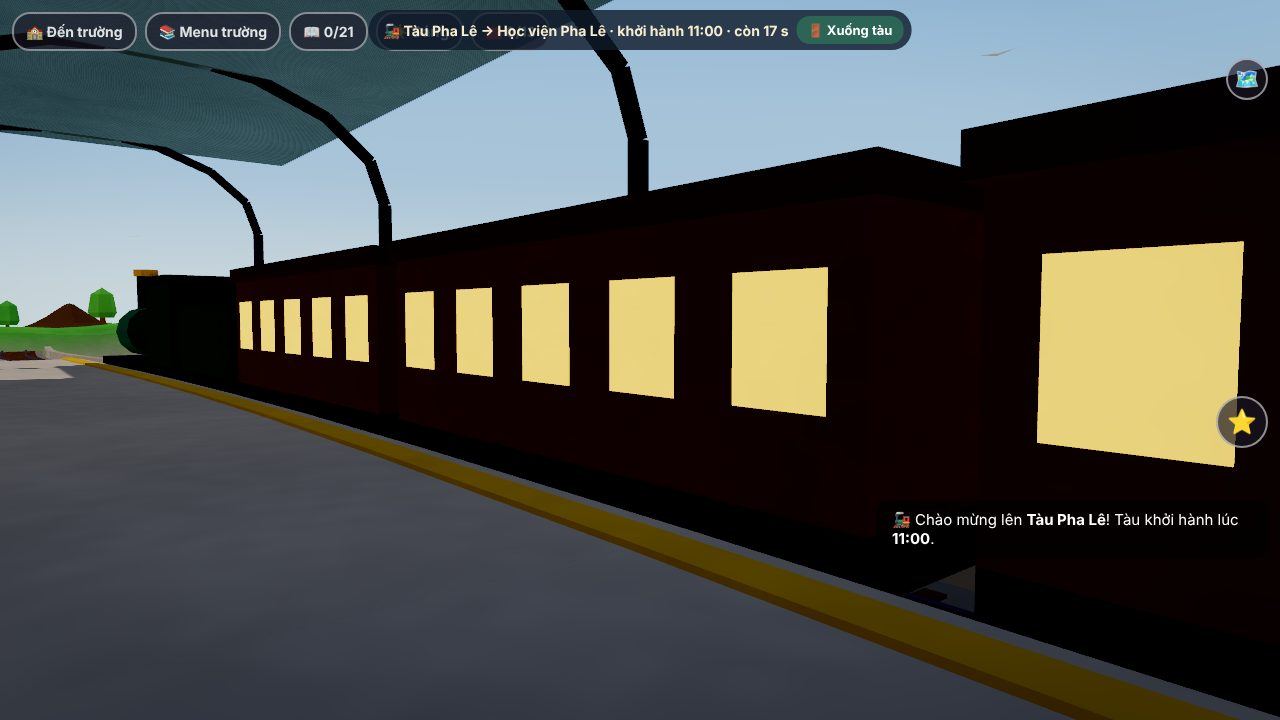 Đến trường
Menu trường
0/21
Tàu Pha Lê → Học viện Pha Lê · khởi hành 11:00 · còn 17 s
Xuống tàu
Chào mừng lên Tàu Pha Lê! Tàu khởi hành lúc
11:00.